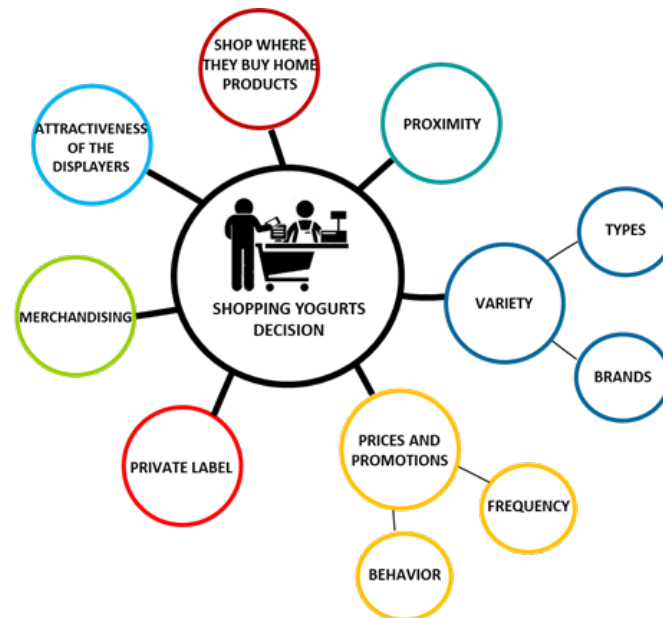 SHOP WHERE
THEY BUY HOME
PRODUCTS
ATTRACTIVENESS
OF THE
DISPLAYERS
PROXIMITY
TYPES
SHOPPING YOGURTS
DECISION
VARIETY
MERCHANDISING
BRANDS
PRICES AND
PROMOTIONS
PRIVATE LABEL
FREQUENCY
BEHAVIOR